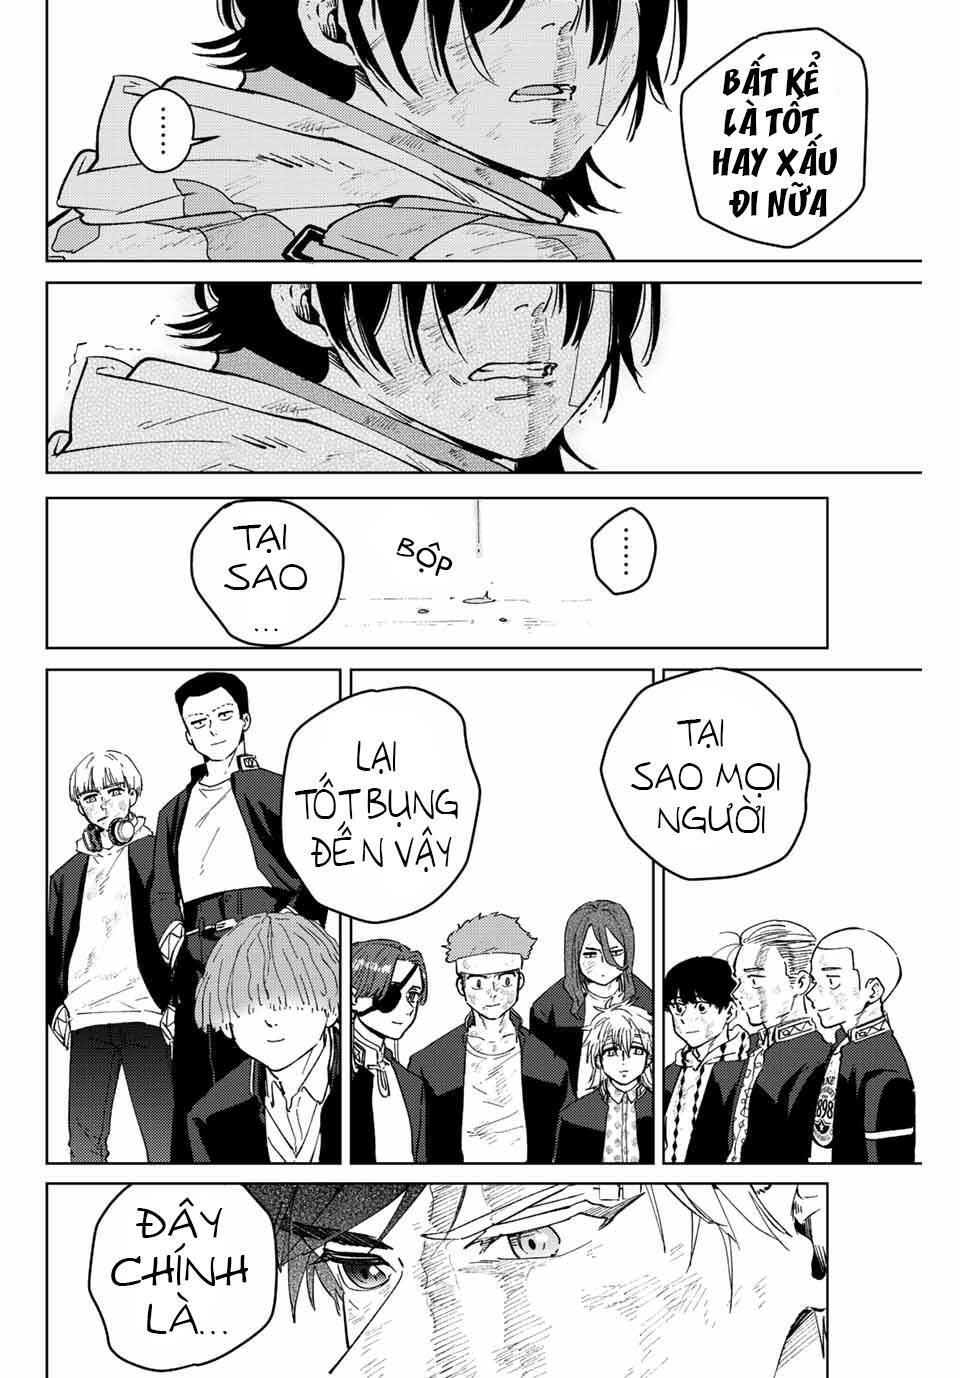 BẤT KỂ
LÀ TỐT
HAY XẤU
ĐI NỮA
......
......
BỘP
TẠI
SAO
...
TẠI
SAO MỌI
NGƯỜI
LẠI
TỐT BỤNG
ĐẾN VẬY
898
ĐÂY
CHÍNH
LÀ...